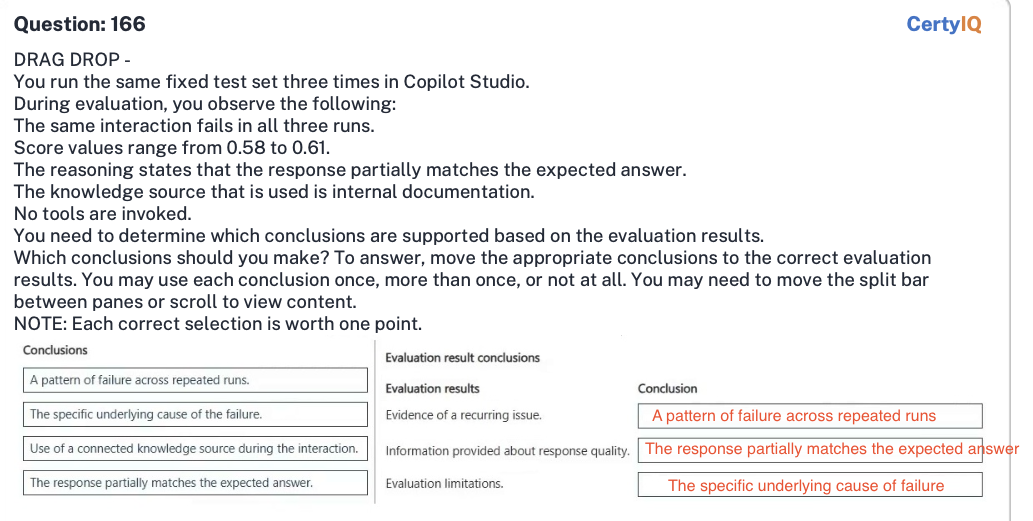 Question: 166
CertyIQ
DRAG DROP -
You run the same fixed test set three times in Copilot Studio.
During evaluation, you observe the following:
The same interaction fails in all three runs.
Score values range from 0.58 to 0.61.
The reasoning states that the response partially matches the expected answer.
The knowledge source that is used is internal documentation.
No tools are invoked.
You need to determine which conclusions are supported based on the evaluation results.
Which conclusions should you make? To answer, move the appropriate conclusions to the correct evaluation
results. You may use each conclusion once, more than once, or not at all. You may need to move the split bar
between panes or scroll to view content.
NOTE: Each correct selection is worth one point.
Conclusions
A pattern of failure across repeated runs.
The specific underlying cause of the failure.
Use of a connected knowledge source during the interaction.
The response partially matches the expected answer.
Evaluation result conclusions
Evaluation results
Conclusion
Evidence of a recurring issue.
A pattern of failure across repeated runs
Information provided about response quality.
The response partially matches the expected answer
Evaluation limitations.
The specific underlying cause of failure